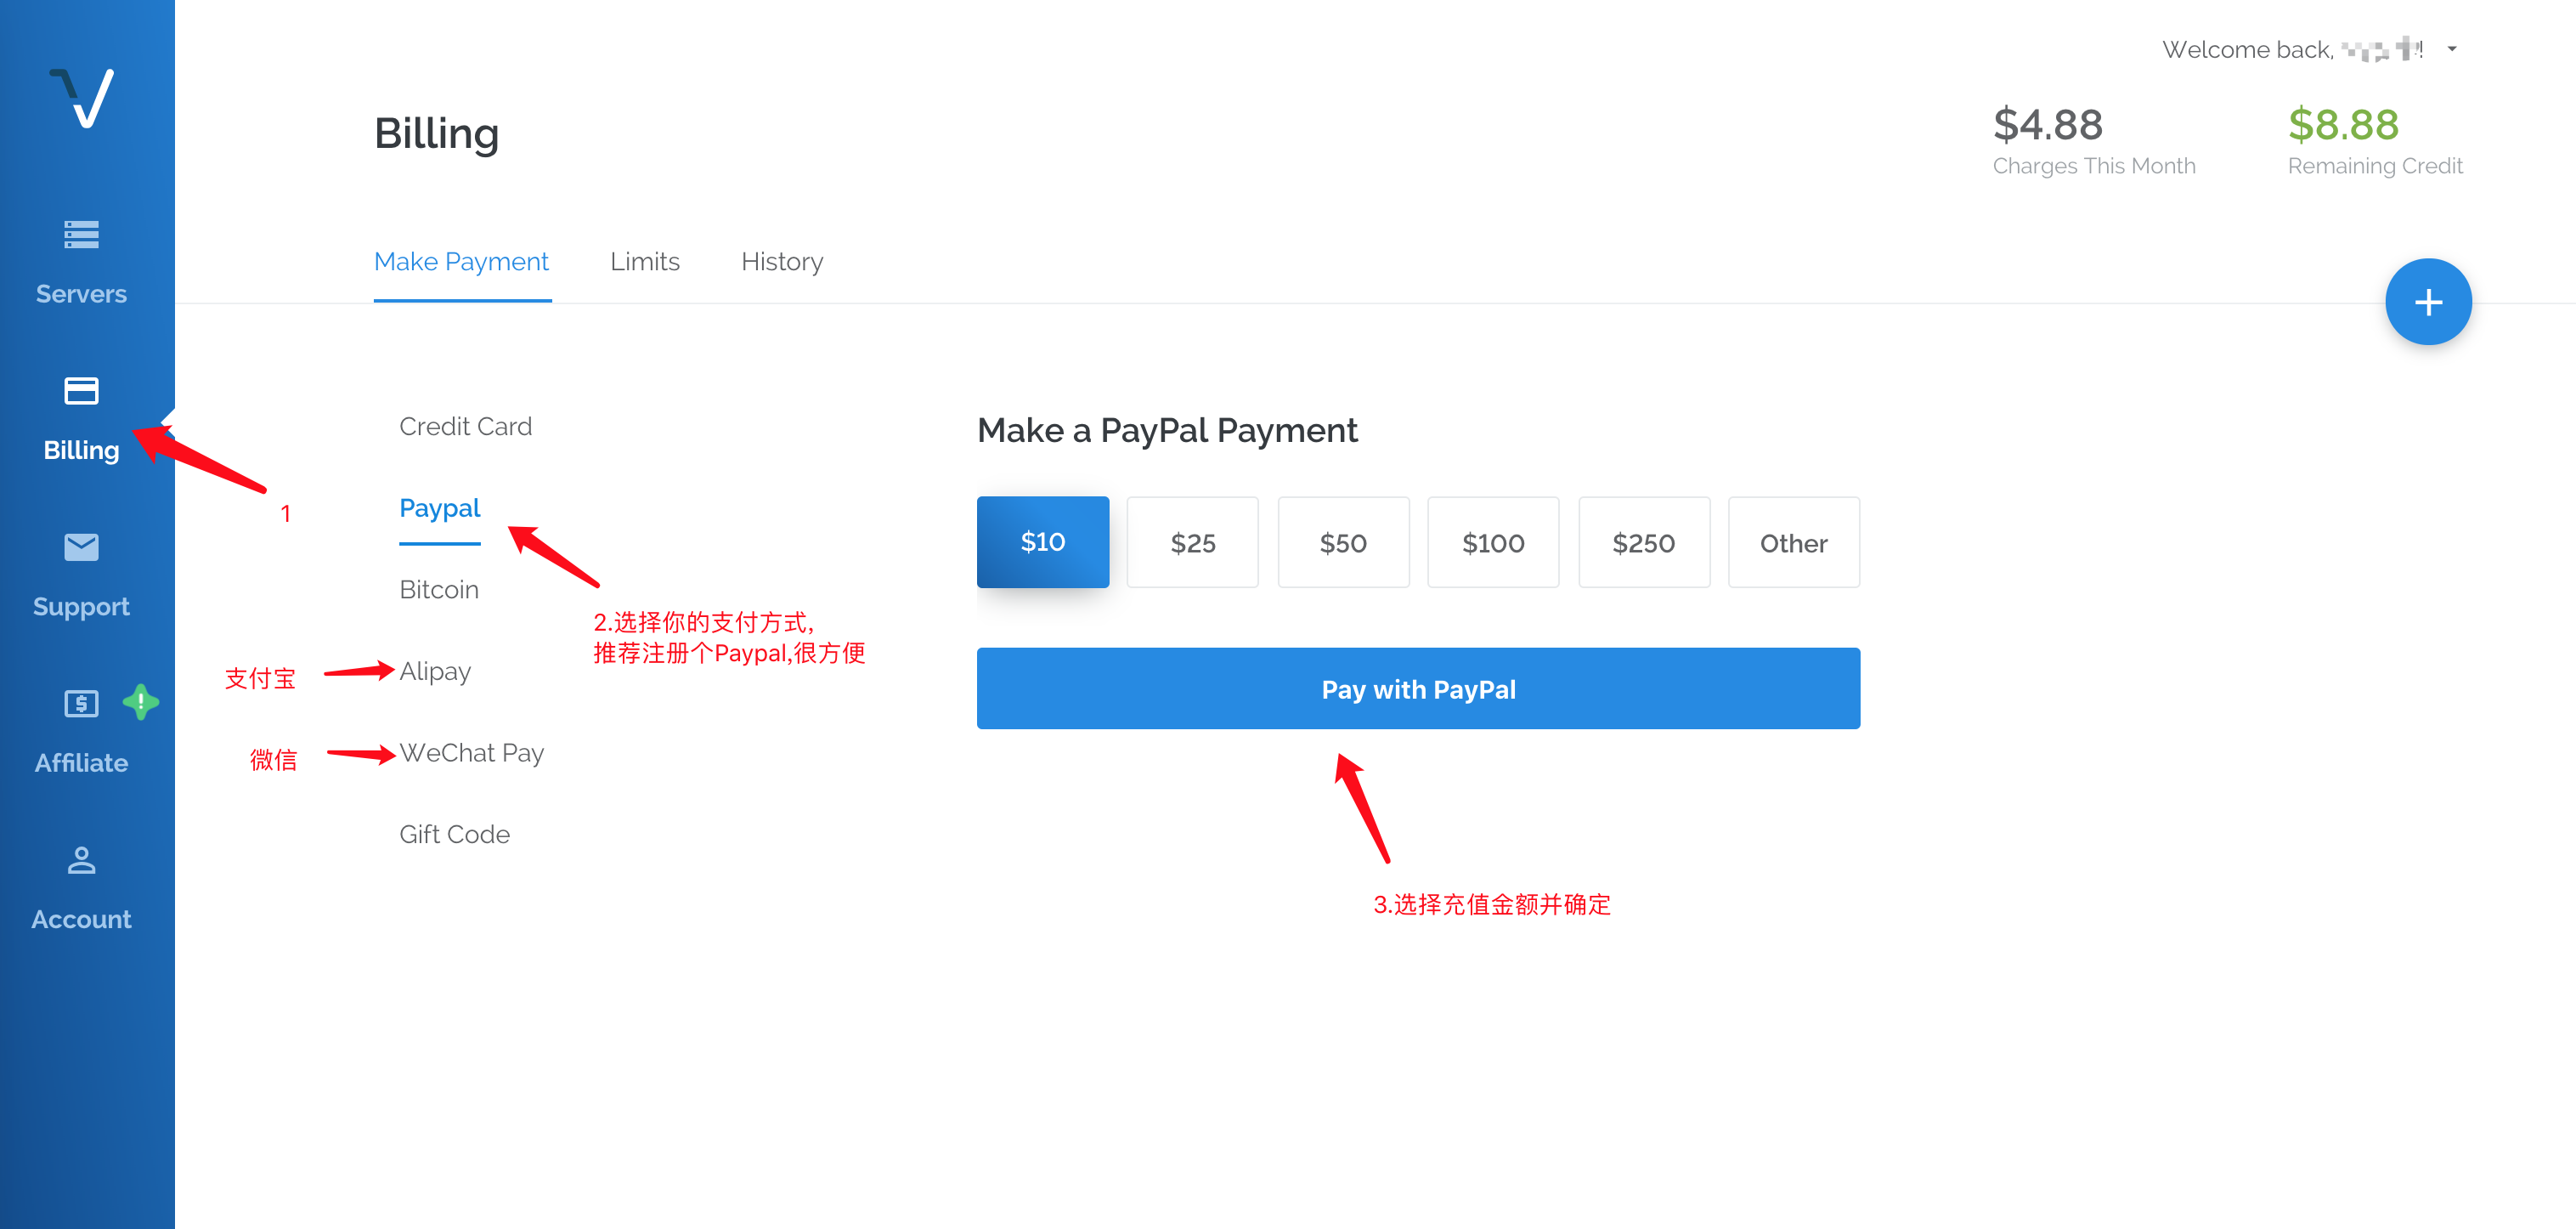 Welcome back,
Billing
$4.88
$8.88
Charges This Month
Remaining Credit
Make Payment
Limits
History
Servers
Billing
Support
Affiliate
Account
1
Credit Card
Paypal
Bitcoin
Alipay
WeChat Pay
Gift Code
支付宝
微信
2.选择你的支付方式,
推荐注册个Paypal,很方便
Make a PayPal Payment
$10
$25
$50
$100
$250
Other
Pay with PayPal
3.选择充值金额并确定